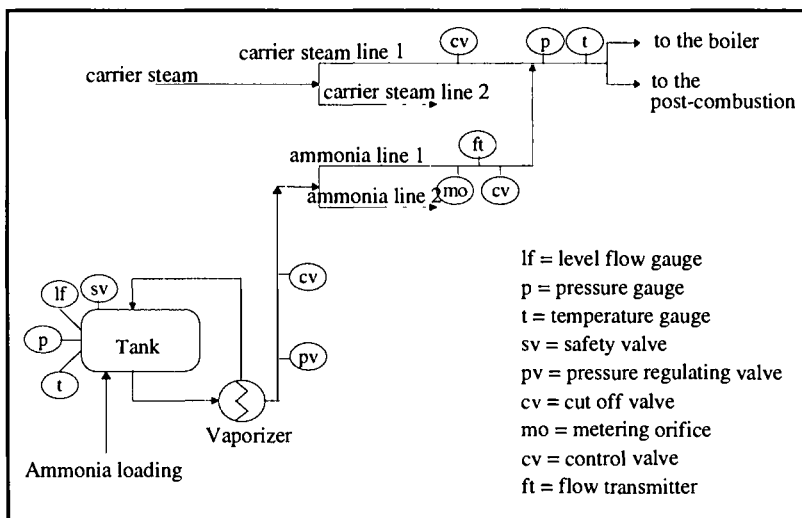 carrier steam line 1
cv
p
t
to the boiler
carrier steam
carrier steam line 2
to the
post-combustion
ft
ammonia line 1
mo
cv
ammonia line 2
cv
pv
lf
sv
p
t
Tank
Vaporizer
Ammonia loading
lf = level flow gauge
p = pressure gauge
t = temperature gauge
sv = safety valve
pv = pressure regulating valve
cv = cut off valve
mo = metering orifice
cv = control valve
ft = flow transmitter